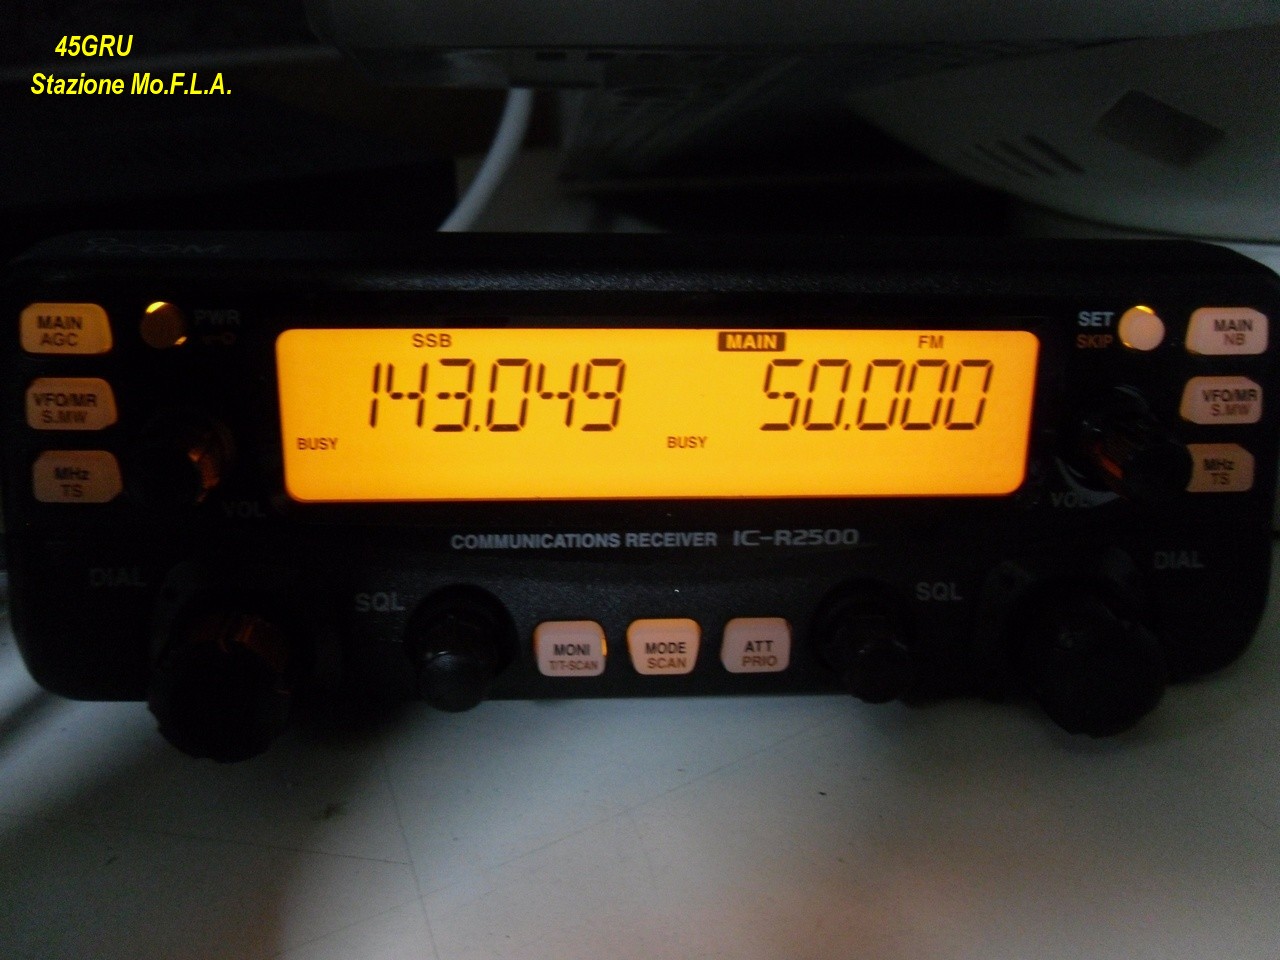 45GRU
Stazione Mo.F.L.A.
ICOM
MAIN AGC
PWR
SET
SKIP
MAIN NB
SSB
MAIN
FM
143.049
50.000
VFO/MR S.MW
VFO/MR S.MW
BUSY
BUSY
MHz TS
MHz TS
VOL
VOL
COMMUNICATIONS RECEIVER IC-R2500
DIAL
DIAL
SQL
SQL
MONI T/T-SCAN
MODE SCAN
ATT PRIO